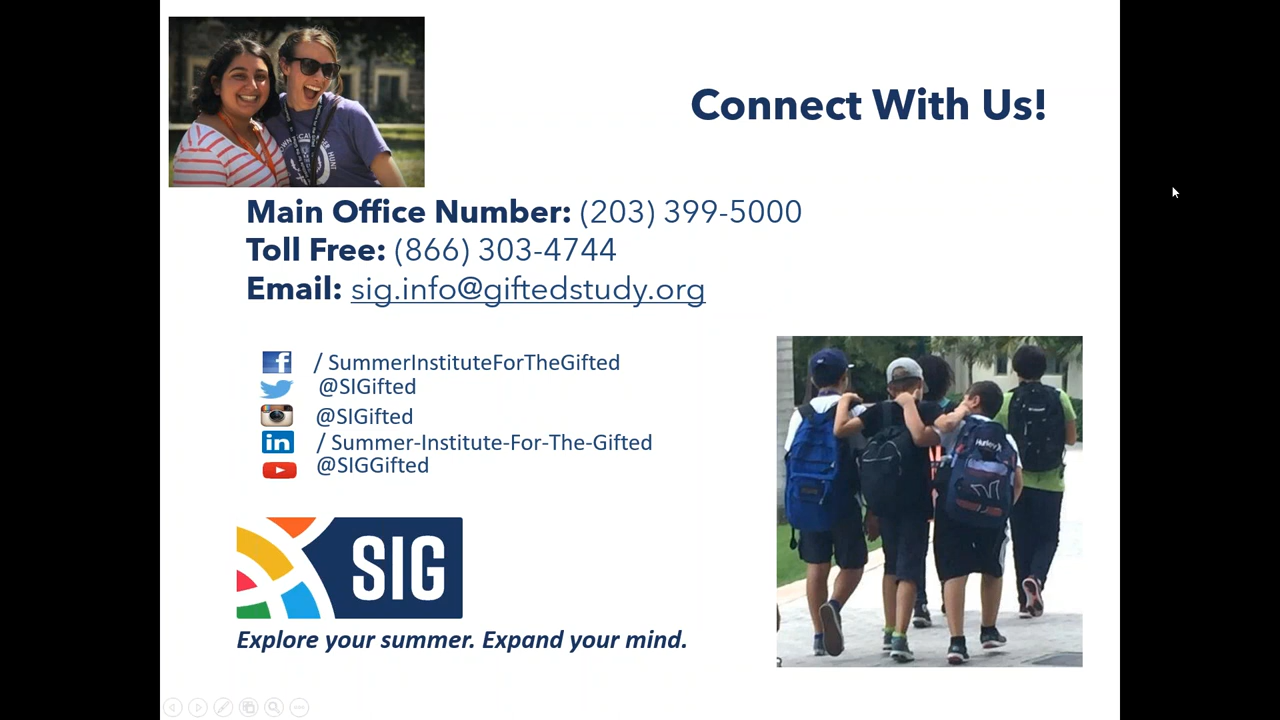 Connect With Us!
Main Office Number: (203) 399-5000
Toll Free: (866) 303-4744
Email: sig.info@giftedstudy.org
/ SummerInstituteForTheGifted
@SIGifted
@SIGifted
/ Summer-Institute-For-The-Gifted
@SIGGifted
SIG
Explore your summer. Expand your mind.
Hurley